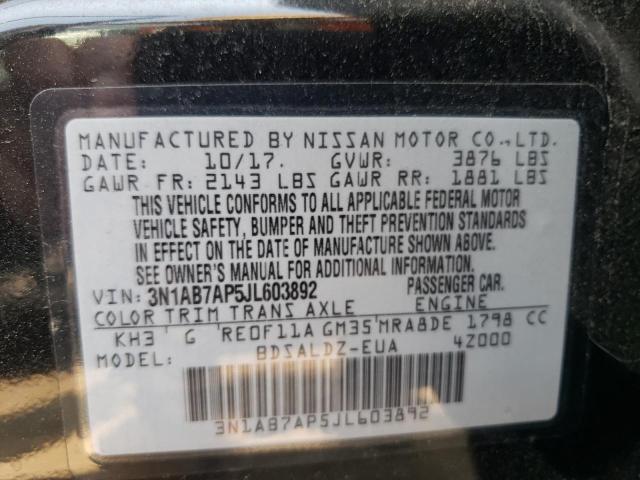 MANUFACTURED BY NISSAN MOTOR CO.,LTD.
DATE: 10/17. GVWR: 3876 LBS
GAWR FR: 2143 LBS GAWR RR: 1881 LBS
THIS VEHICLE CONFORMS TO ALL APPLICABLE FEDERAL MOTOR
VEHICLE SAFETY, BUMPER AND THEFT PREVENTION STANDARDS
IN EFFECT ON THE DATE OF MANUFACTURE SHOWN ABOVE.
SEE OWNER'S MANUAL FOR ADDITIONAL INFORMATION.
VIN: 3N1AB7AP5JL603892 PASSENGER CAR.
COLOR TRIM TRANS AXLE ENGINE
KH3 G RE0F11A GM35 MRA8DE 1798 CC
MODEL: BDSALDZ-EUA 4Z000
3N1AB7AP5JL603892